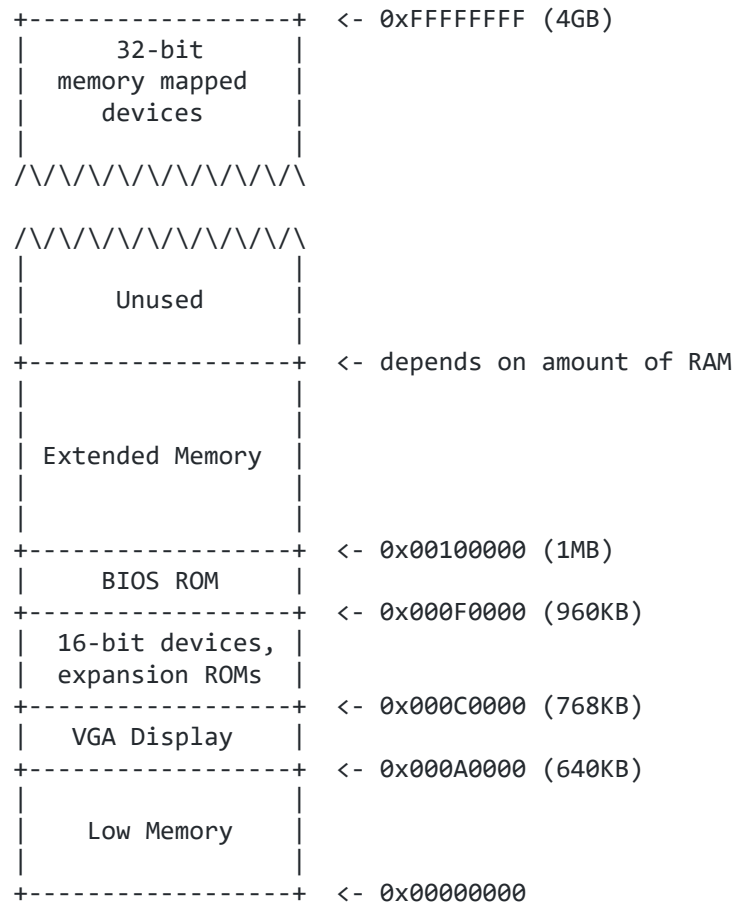 +------------------+  <- 0xFFFFFFFF (4GB)
|      32-bit      |
|  memory mapped   |
|     devices      |
|                  |
/\/\/\/\/\/\/\/\/\/\

/\/\/\/\/\/\/\/\/\/\
|                  |
|      Unused      |
|                  |
+------------------+  <- depends on amount of RAM
|                  |
|                  |
| Extended Memory  |
|                  |
|                  |
+------------------+  <- 0x00100000 (1MB)
|     BIOS ROM     |
+------------------+  <- 0x000F0000 (960KB)
|  16-bit devices, |
|  expansion ROMs  |
+------------------+  <- 0x000C0000 (768KB)
|   VGA Display    |
+------------------+  <- 0x000A0000 (640KB)
|                  |
|    Low Memory    |
|                  |
+------------------+  <- 0x00000000